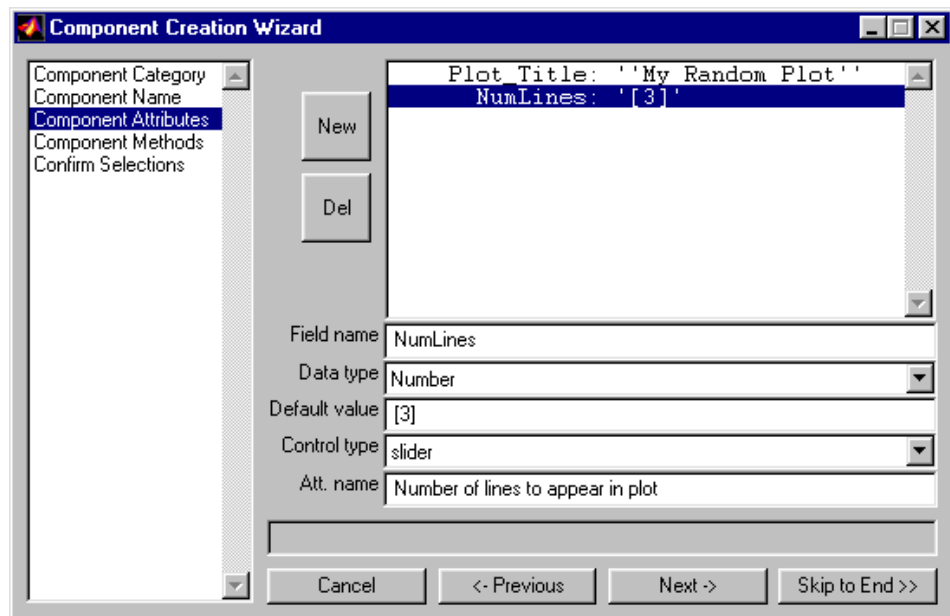 Component Creation Wizard
Component Category
Component Name
Component Attributes
Component Methods
Confirm Selections
New
Del
Plot_Title: ''My Random Plot''
NumLines: '[3]'
Field name NumLines
Data type Number
Default value [3]
Control type slider
Att. name Number of lines to appear in plot
Cancel <- Previous Next -> Skip to End >>